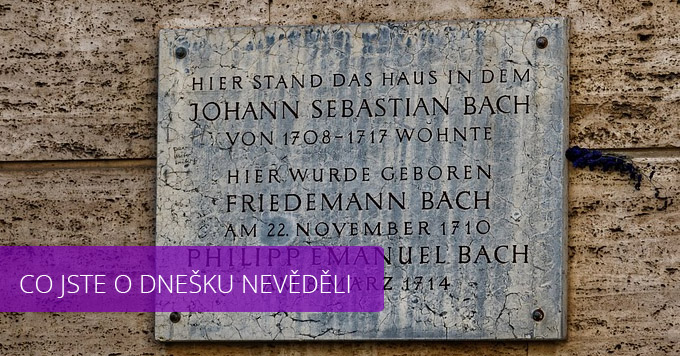 HIER STAND DAS HAUS IN DEM
JOHANN SEBASTIAN BACH
VON 1708-1717 WOHNTE
HIER WURDE GEBOREN
FRIEDEMANN BACH
AM 22. NOVEMBER 1710
PHILIPP EMANUEL BACH
MARZ 1714
CO JSTE O DNEŠKU NEVĚDĚLI